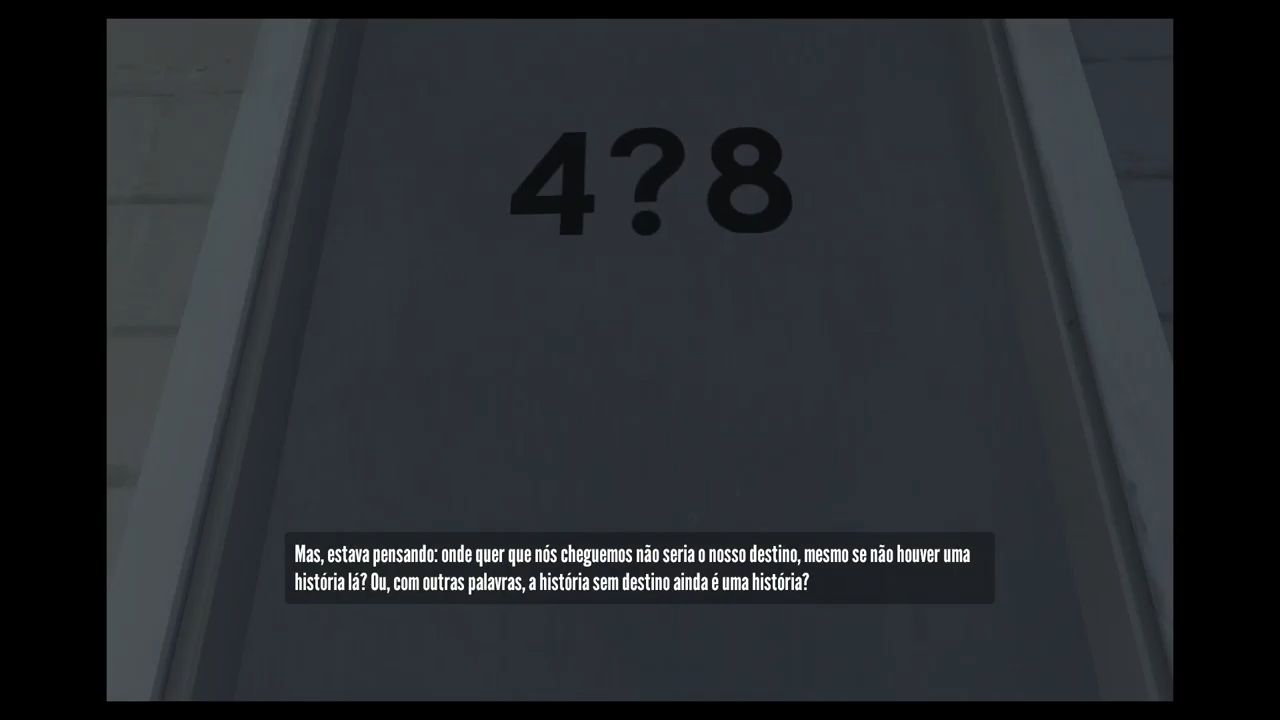 4?8
Mas, estava pensando: onde quer que nós cheguemos não seria o nosso destino, mesmo se não houver uma
história lá? Ou, com outras palavras, a história sem destino ainda é uma história?